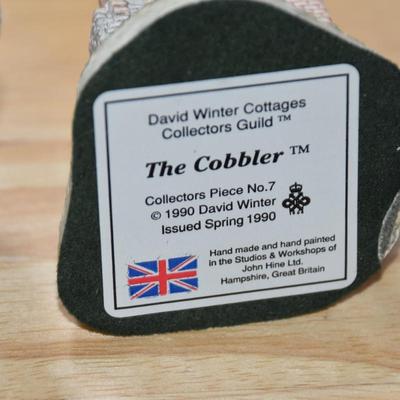 David Winter Cottages
Collectors Guild ™
The Cobbler ™
Collectors Piece No.7
© 1990 David Winter
Issued Spring 1990
Hand made and hand painted
in the Studios & Workshops of
John Hine Ltd.
Hampshire, Great Britain